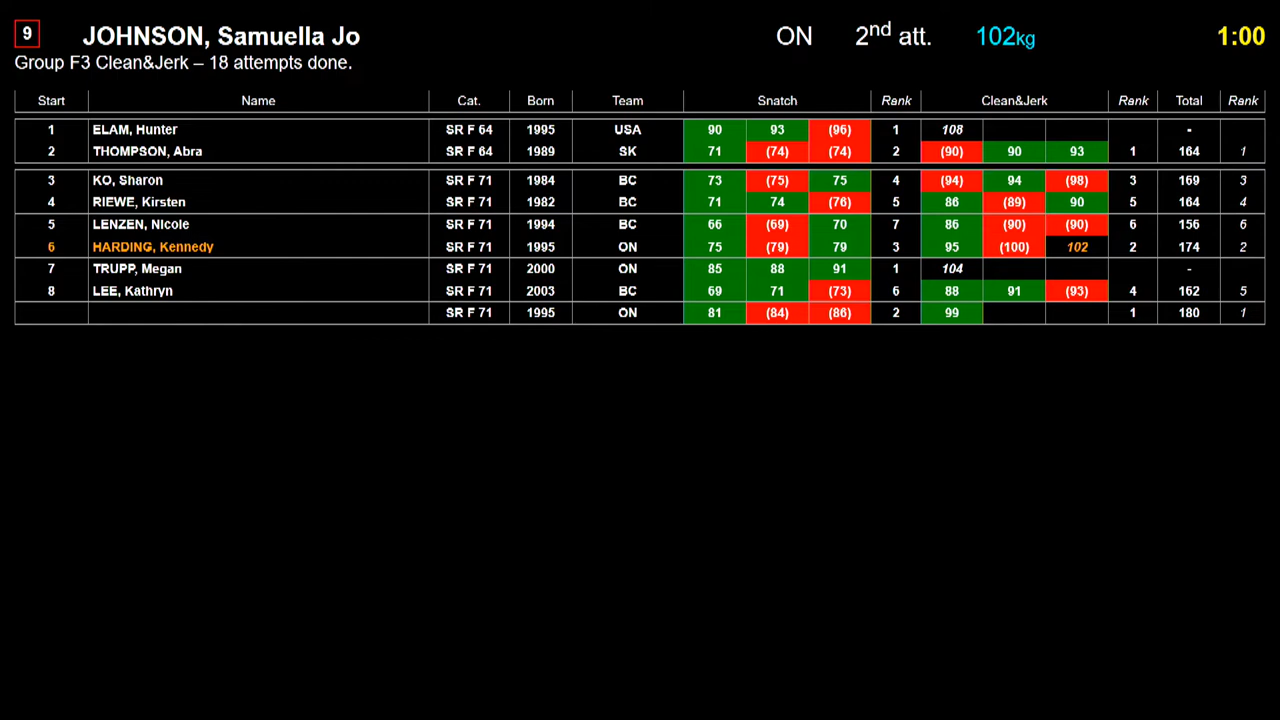 9 JOHNSON, Samuella Jo ON 2nd att. 102kg 1:00
Group F3 Clean&Jerk – 18 attempts done.
Start Name Cat. Born Team Snatch Rank Clean&Jerk Rank Total Rank
1 ELAM, Hunter SR F 64 1995 USA 90 93 (96) 1 108 -
2 THOMPSON, Abra SR F 64 1989 SK 71 (74) (74) 2 (90) 90 93 1 164 1
3 KO, Sharon SR F 71 1984 BC 73 (75) 75 4 (94) 94 (98) 3 169 3
4 RIEWE, Kirsten SR F 71 1982 BC 71 74 (76) 5 86 (89) 90 5 164 4
5 LENZEN, Nicole SR F 71 1994 BC 66 (69) 70 7 86 (90) (90) 6 156 6
6 HARDING, Kennedy SR F 71 1995 ON 75 (79) 79 3 95 (100) 102 2 174 2
7 TRUPP, Megan SR F 71 2000 ON 85 88 91 1 104 -
8 LEE, Kathryn SR F 71 2003 BC 69 71 (73) 6 88 91 (93) 4 162 5
SR F 71 1995 ON 81 (84) (86) 2 99 1 180 1